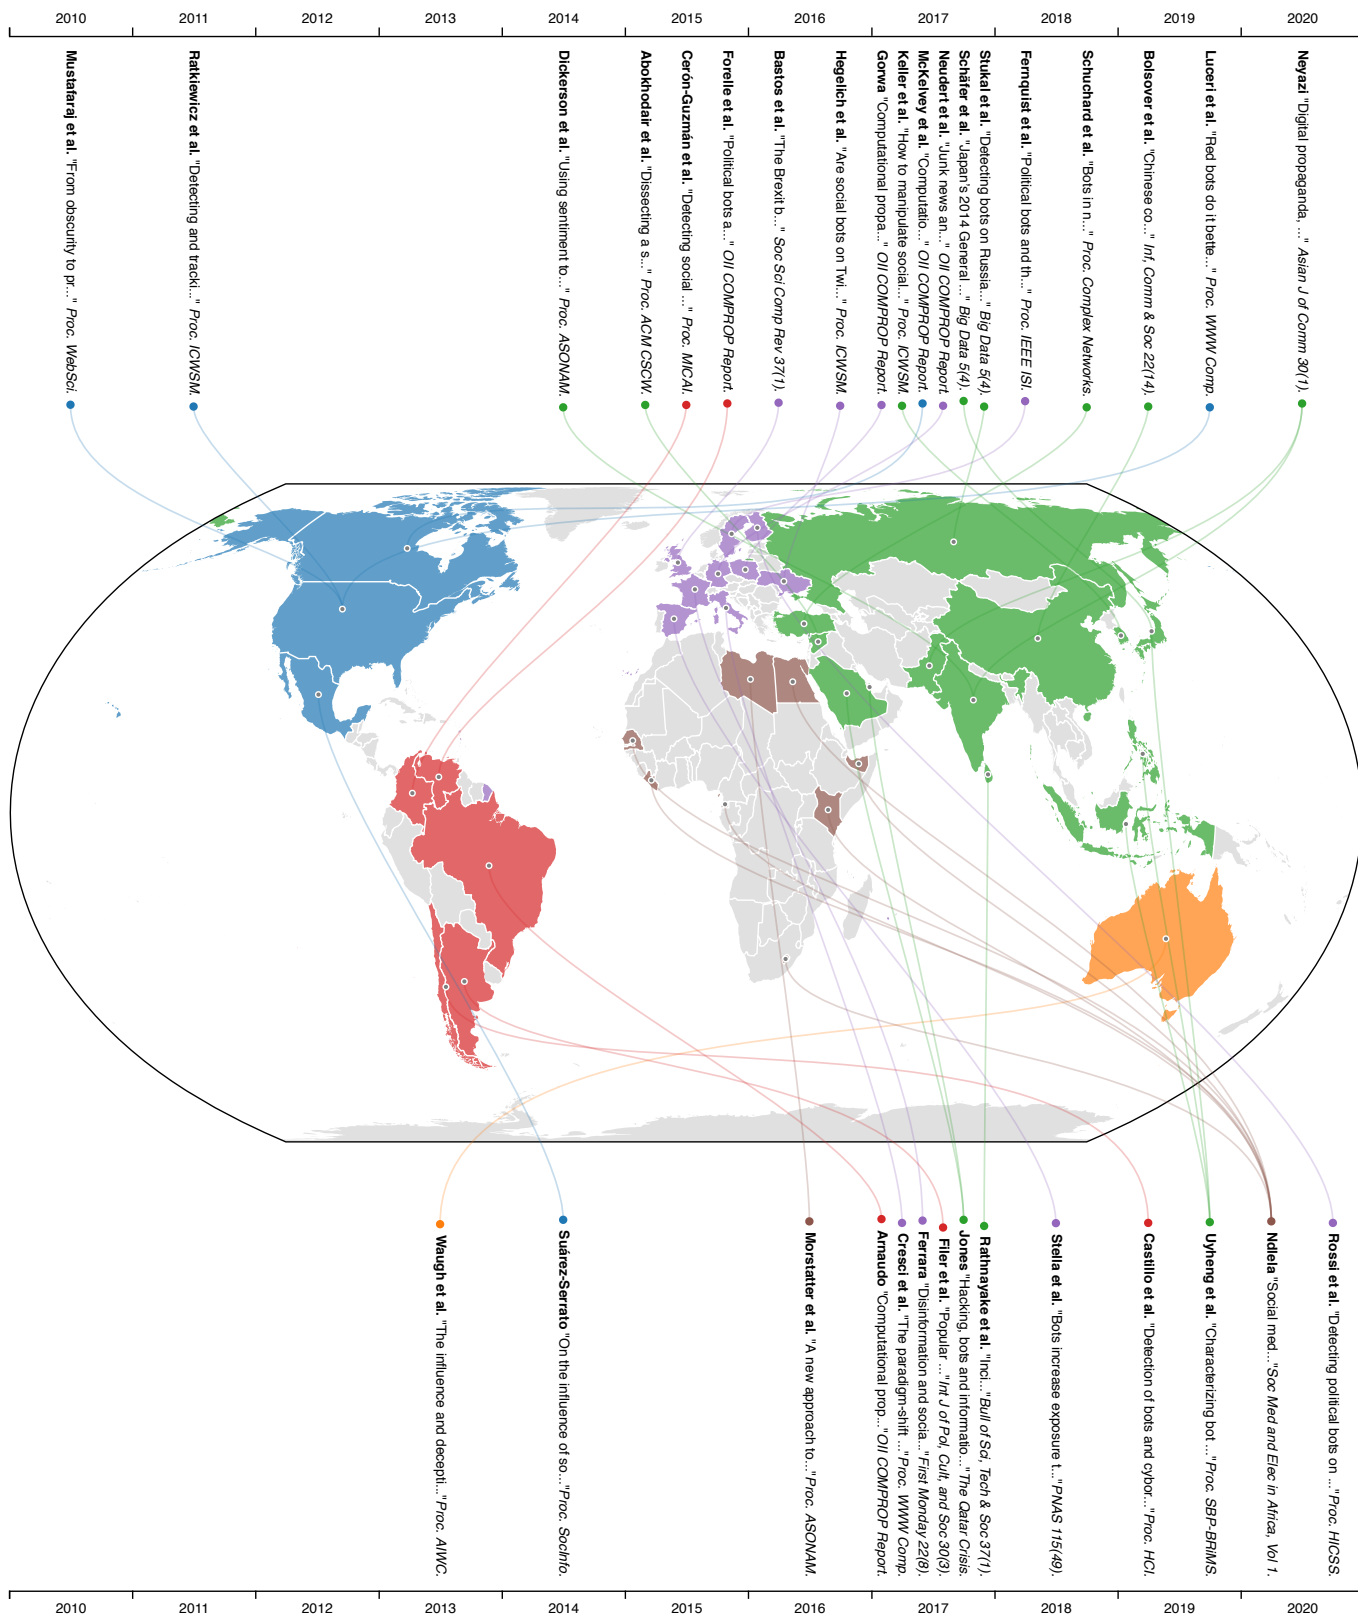 2010 2011 2012 2013 2014 2015 2016 2017 2018 2019 2020
Mustafaraj et al. "From obscurity to pr..." Proc. WebSci.
Ratkiewicz et al. "Detecting and tracki..." Proc. ICWSM.
Dickerson et al. "Using sentiment to..." Proc. ASONAM.
Abokhodair et al. "Dissecting a s..." Proc. ACM CSCW.
Cerón-Guzmán et al. "Detecting social ..." Proc. MICAI.
Forelle et al. "Political bots a..." OII COMPROP Report.
Bastos et al. "The Brexit b..." Soc Sci Comp Rev 37(1).
Hegelich et al. "Are social bots on Twi..." Proc. ICWSM.
Gorwa "Computational propa..." OII COMPROP Report.
Keller et al. "How to manipulate social..." Proc. ICWSM.
McKelvey et al. "Computatio..." OII COMPROP Report.
Neudert et al. "Junk news an..." OII COMPROP Report.
Schäfer et al. "Japan's 2014 General ..." Big Data 5(4).
Stukal et al. "Detecting bots on Russia..." Big Data 5(4).
Fernquist et al. "Political bots and th..." Proc. IEEE ISI.
Schuchard et al. "Bots in n..." Proc. Complex Networks.
Bolsover et al. "Chinese co..." Inf, Comm & Soc 22(14).
Luceri et al. "Red bots do it bette..." Proc. WWW Comp.
Neyazi "Digital propaganda, ..." Asian J of Comm 30(1).
Waugh et al. "The influence and decepti..."Proc. AIWC.
Suárez-Serrato "On the influence of so..."Proc. SocInfo.
Morstatter et al. "A new approach to..."Proc. ASONAM.
Arnaudo "Computational prop..."OII COMPROP Report.
Cresci et al. "The paradigm-shift ..."Proc. WWW Comp.
Ferrara "Disinformation and socia..."First Monday 22(8).
Filer et al. "Popular ..."Int J of Pol, Cult, and Soc 30(3).
Jones "Hacking, bots and informatio..."The Qatar Crisis.
Rathnayake et al. "Inci..."Bull of Sci, Tech & Soc 37(1).
Stella et al. "Bots increase exposure t..."PNAS 115(49).
Castillo et al. "Detection of bots and cybor..."Proc. HCI.
Uyheng et al. "Characterizing bot ..."Proc. SBP-BRiMS.
Ndlela "Social med..."Soc Med and Elec in Africa, Vol 1.
Rossi et al. "Detecting political bots on ..."Proc. HICSS.
2010 2011 2012 2013 2014 2015 2016 2017 2018 2019 2020